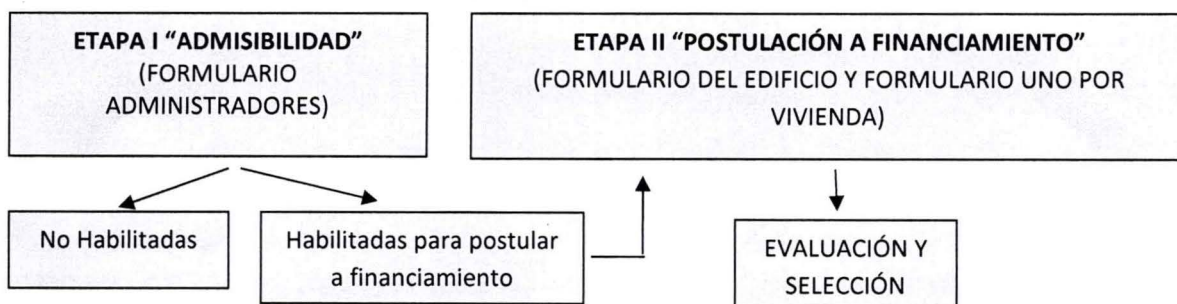 ETAPA I “ADMISIBILIDAD”
(FORMULARIO
ADMINISTRADORES)
ETAPA II “POSTULACIÓN A FINANCIAMIENTO”
(FORMULARIO DEL EDIFICIO Y FORMULARIO UNO POR
VIVIENDA)
No Habilitadas
Habilitadas para postular
a financiamiento
EVALUACIÓN Y
SELECCIÓN